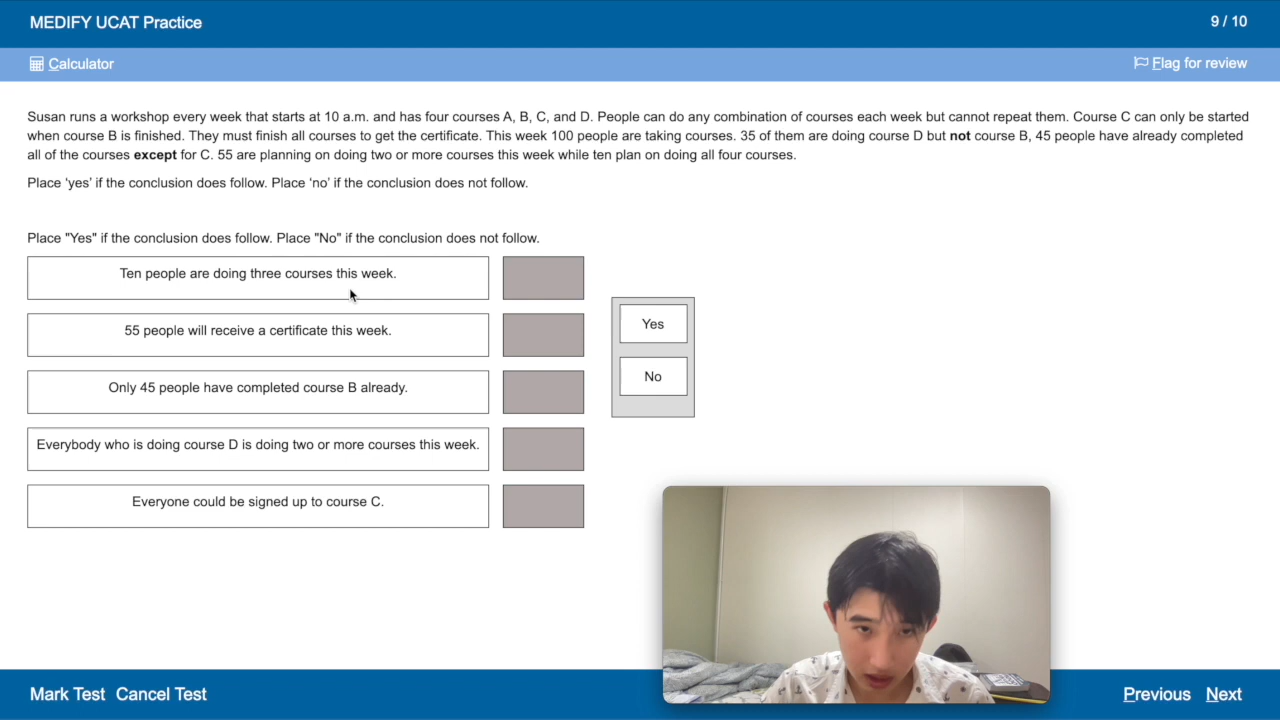 MEDIFY UCAT Practice
9 / 10
Calculator
Flag for review
Susan runs a workshop every week that starts at 10 a.m. and has four courses A, B, C, and D. People can do any combination of courses each week but cannot repeat them. Course C can only be started
when course B is finished. They must finish all courses to get the certificate. This week 100 people are taking courses. 35 of them are doing course D but not course B, 45 people have already completed
all of the courses except for C. 55 are planning on doing two or more courses this week while ten plan on doing all four courses.
Place ‘yes’ if the conclusion does follow. Place ‘no’ if the conclusion does not follow.
Place "Yes" if the conclusion does follow. Place "No" if the conclusion does not follow.
Ten people are doing three courses this week.
55 people will receive a certificate this week.
Only 45 people have completed course B already.
Everybody who is doing course D is doing two or more courses this week.
Everyone could be signed up to course C.
Yes
No
Mark Test
Cancel Test
Previous
Next